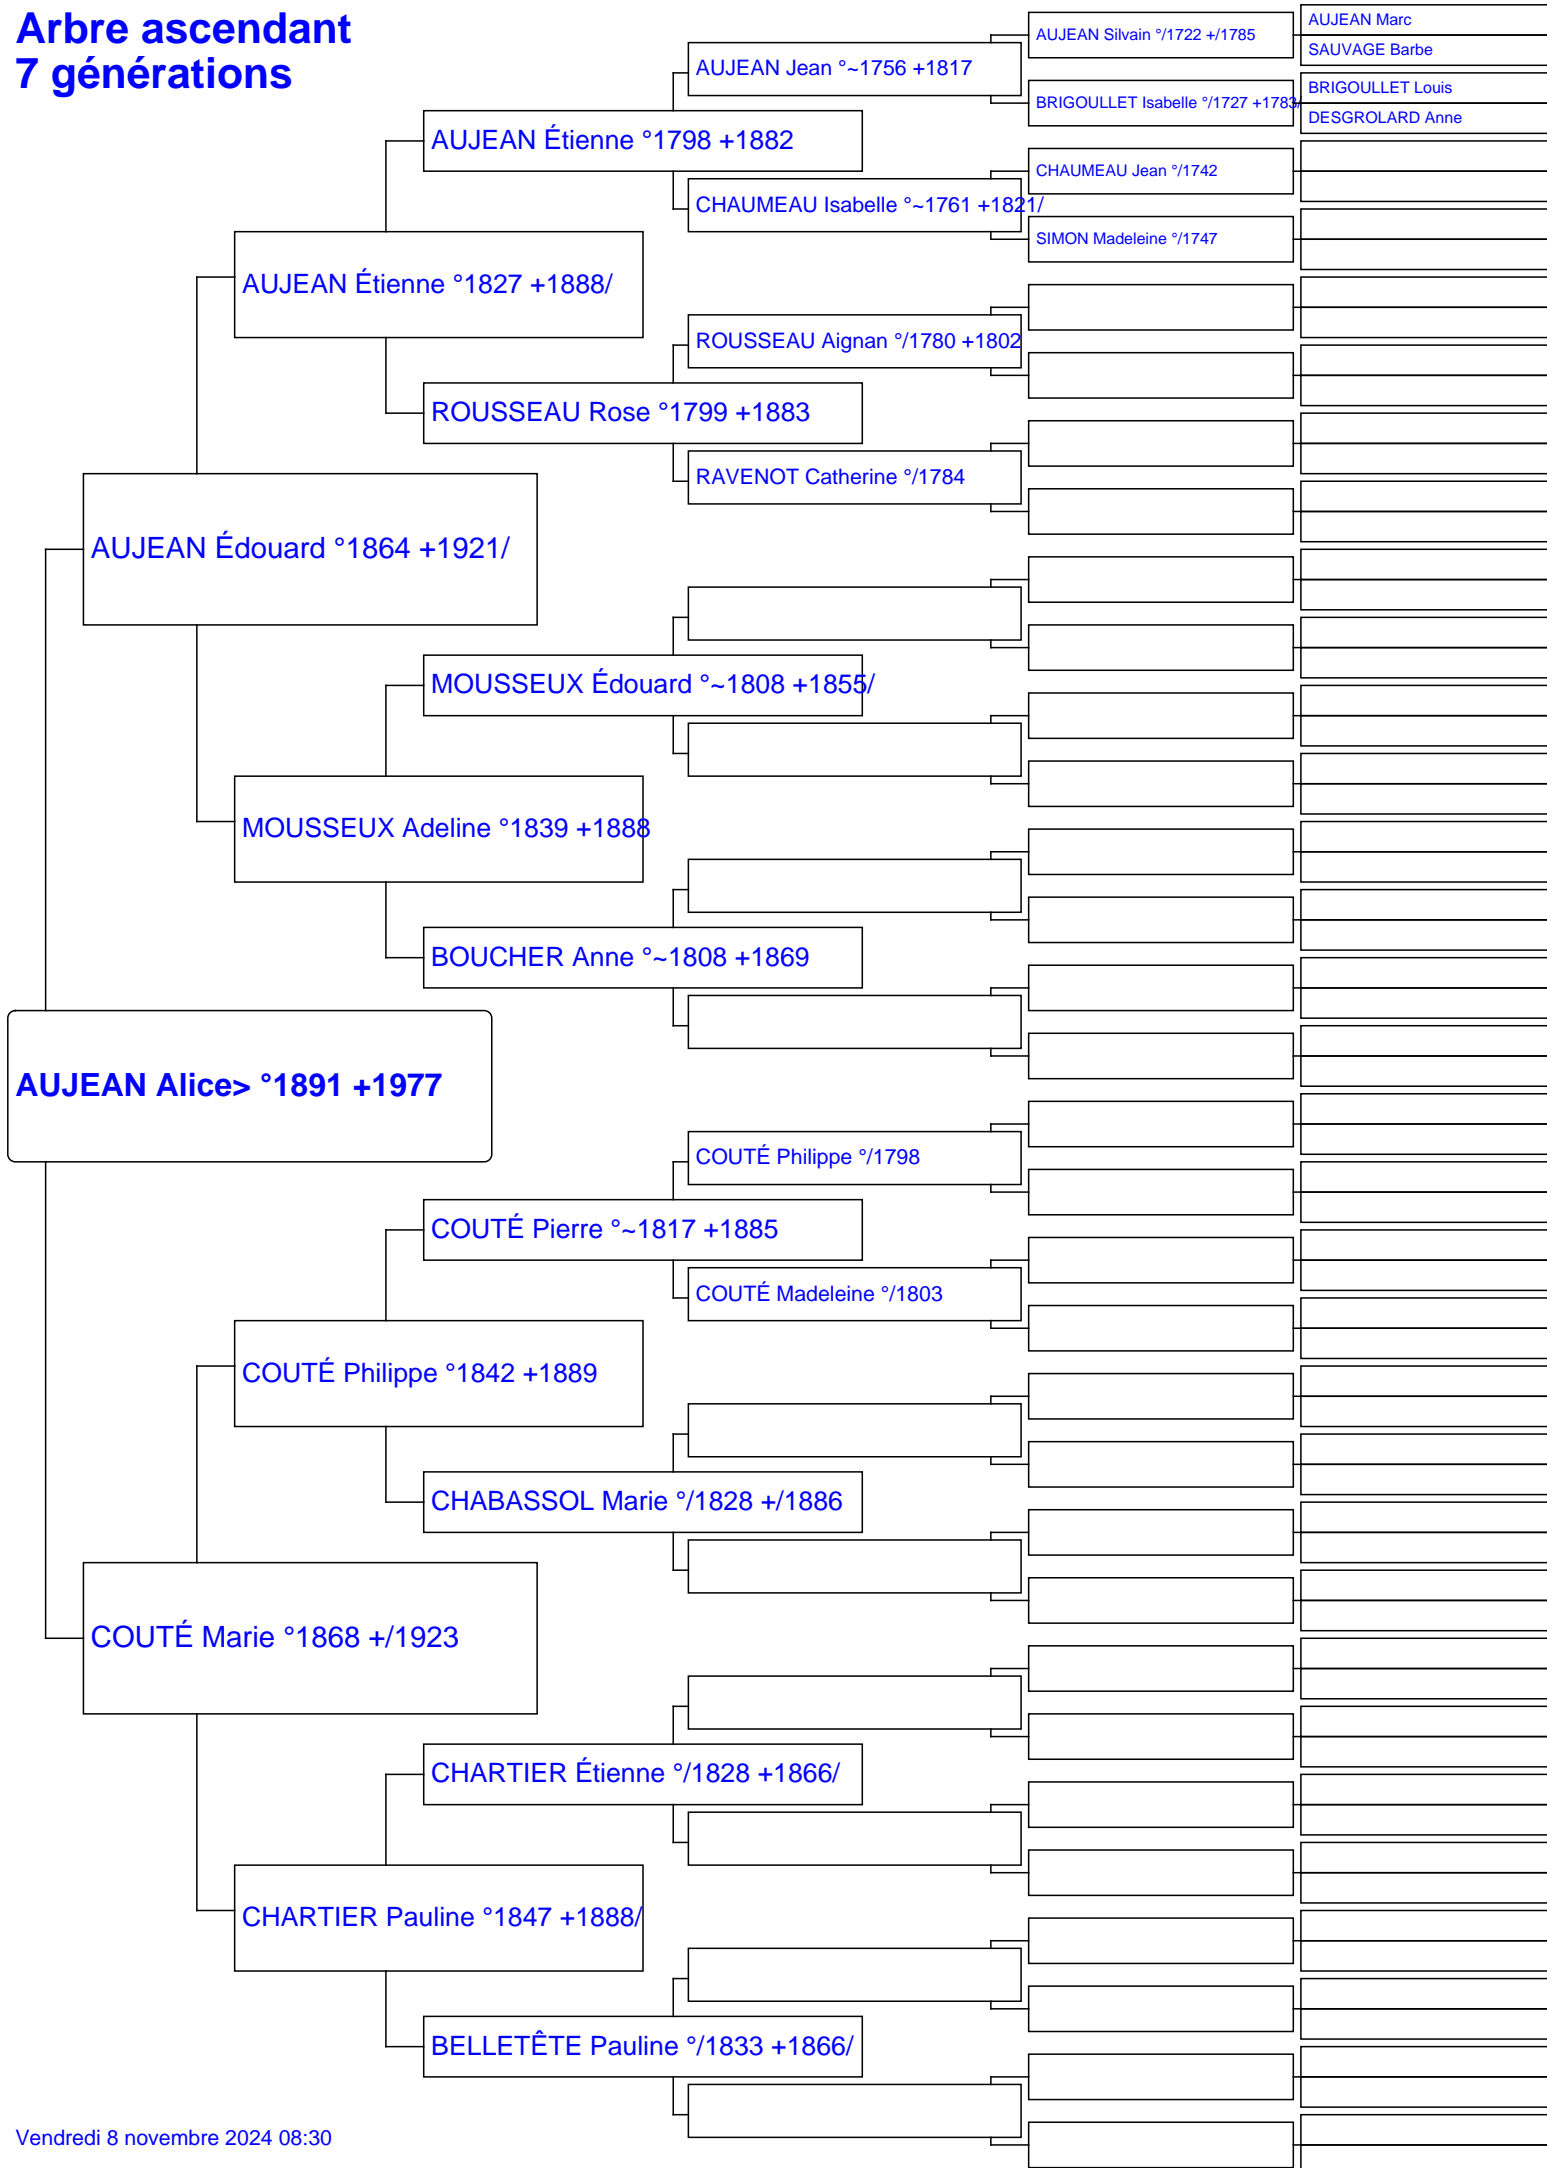 Arbre ascendant
7 générations
AUJEAN Marc
AUJEAN Silvain °/1722 +/1785
SAUVAGE Barbe
AUJEAN Jean °~1756 +1817
BRIGOULLET Louis
BRIGOULLET Isabelle °/1727 +1783/
DESGROLARD Anne
AUJEAN Étienne °1798 +1882
CHAUMEAU Jean °/1742
CHAUMEAU Isabelle °~1761 +1821/
SIMON Madeleine °/1747
AUJEAN Étienne °1827 +1888/
ROUSSEAU Aignan °/1780 +1802
ROUSSEAU Rose °1799 +1883
RAVENOT Catherine °/1784
AUJEAN Édouard °1864 +1921/
MOUSSEUX Édouard °~1808 +1855/
MOUSSEUX Adeline °1839 +1888
BOUCHER Anne °~1808 +1869
AUJEAN Alice> °1891 +1977
COUTÉ Philippe °/1798
COUTÉ Pierre °~1817 +1885
COUTÉ Madeleine °/1803
COUTÉ Philippe °1842 +1889
CHABASSOL Marie °/1828 +/1886
COUTÉ Marie °1868 +/1923
CHARTIER Étienne °/1828 +1866/
CHARTIER Pauline °1847 +1888/
BELLETÊTE Pauline °/1833 +1866/
Vendredi 8 novembre 2024 08:30